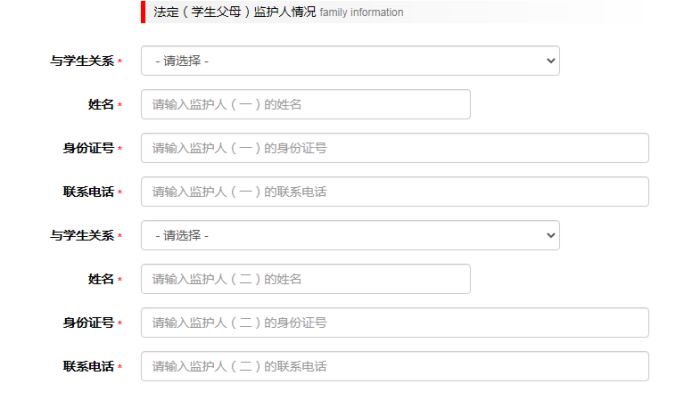 法定（学生父母）监护人情况 family information
与学生关系 * - 请选择 -
姓名 * 请输入监护人（一）的姓名
身份证号 * 请输入监护人（一）的身份证号
联系电话 * 请输入监护人（一）的联系电话
与学生关系 * - 请选择 -
姓名 * 请输入监护人（二）的姓名
身份证号 * 请输入监护人（二）的身份证号
联系电话 * 请输入监护人（二）的联系电话